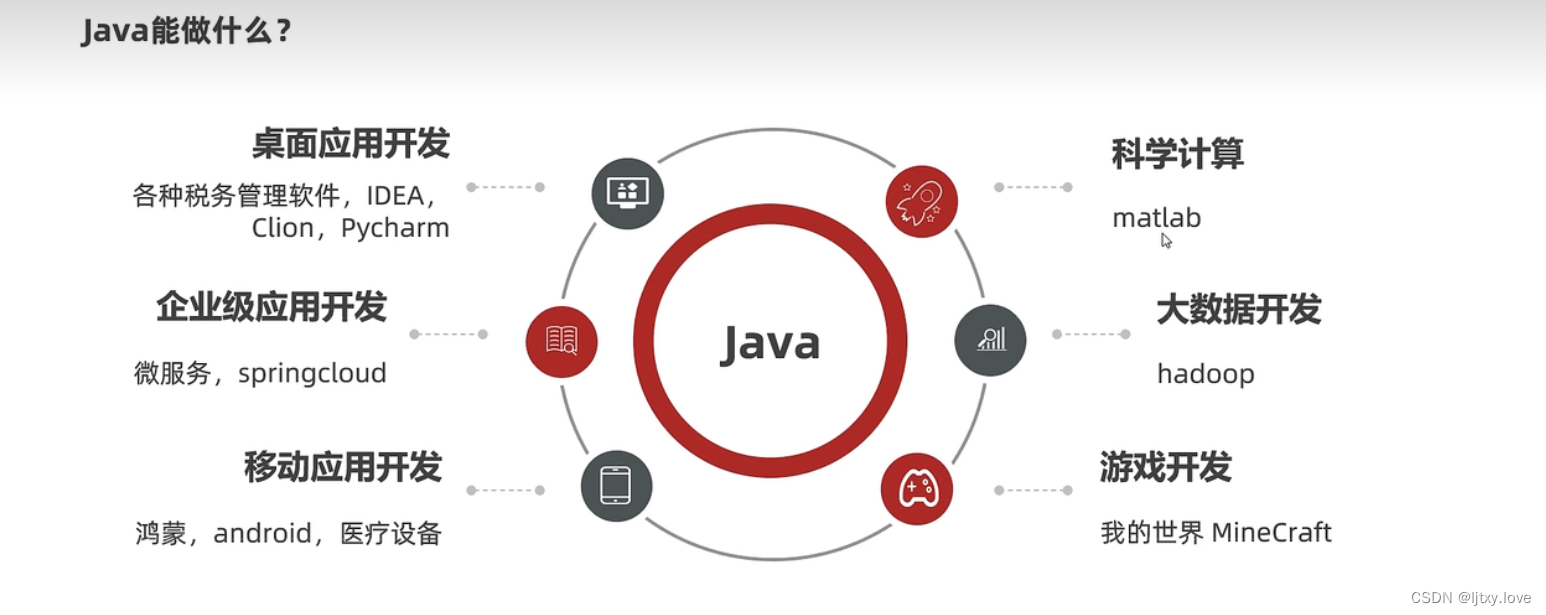 Java能做什么？
桌面应用开发
各种税务管理软件，IDEA，
Clion，Pycharm
企业级应用开发
微服务，springcloud
移动应用开发
鸿蒙，android，医疗设备
Java
科学计算
matlab
大数据开发
hadoop
游戏开发
我的世界 MineCraft
CSDN @ljtxy.love